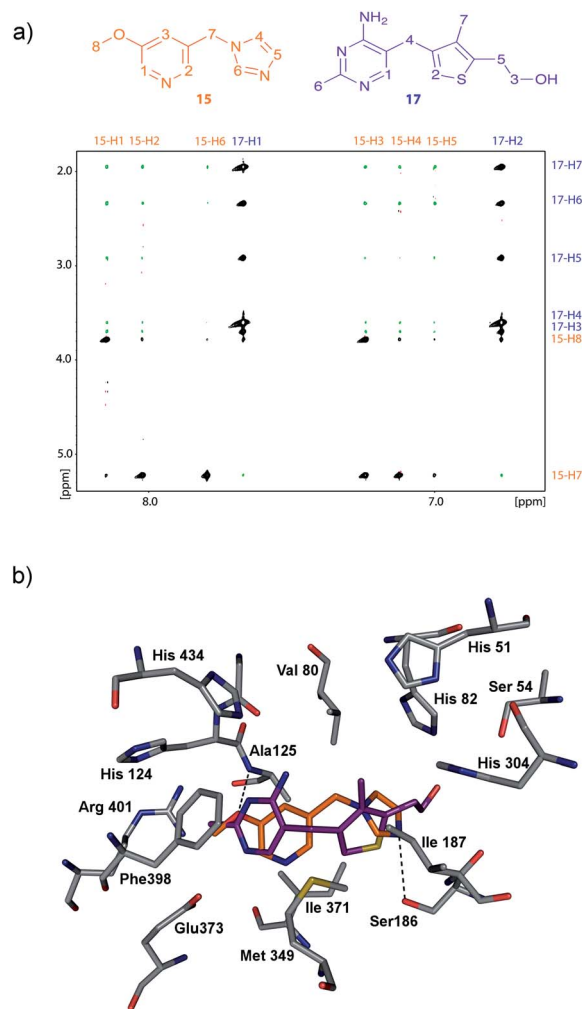 a)
O
8
3
7
N
4
5
1
N
2
6
N
15
NH2
4
7
N
5
N
1
2
S
3
OH
6
17
15-H1 15-H2 15-H6 17-H1 15-H3 15-H4 15-H5 17-H2
2.0
17-H7
17-H6
3.0
17-H5
17-H4
17-H3
15-H8
4.0
5.0
15-H7
[ppm]
8.0 7.0 [ppm]
b)
His 434
Val 80
His 51
His 82
Ser 54
His 124
Ala125
His 304
Arg 401
Ile 187
Phe398
Ile 371
Ser186
Glu373
Met 349